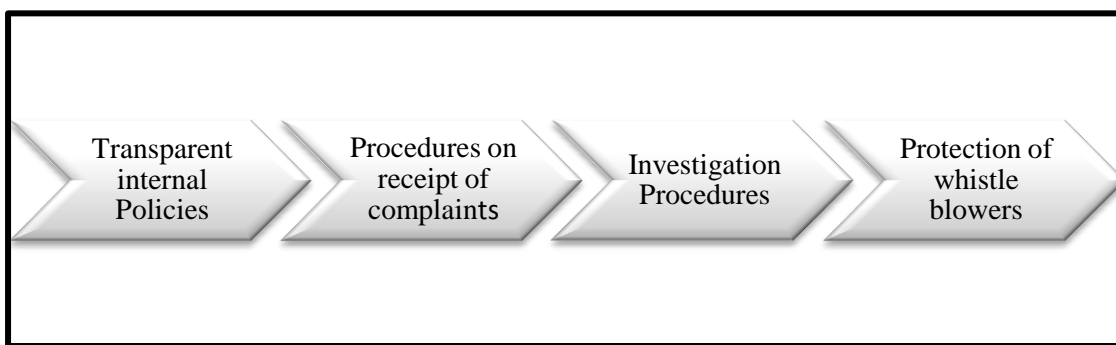 Transparent
internal
Policies
Procedures on
receipt of
complaints
Investigation
Procedures
Protection of
whistle
blowers